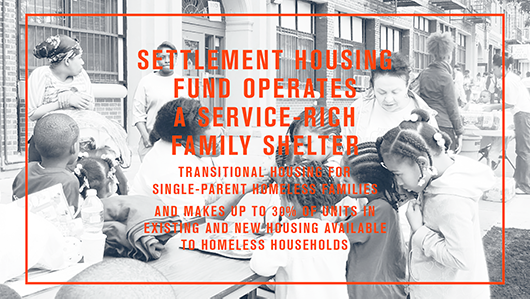 SETTLEMENT HOUSING
FUND OPERATES
A SERVICE-RICH
FAMILY SHELTER
TRANSITIONAL HOUSING FOR
SINGLE-PARENT HOMELESS FAMILIES
AND MAKES UP TO 30% OF UNITS IN
EXISTING AND NEW HOUSING AVAILABLE
TO HOMELESS HOUSEHOLDS